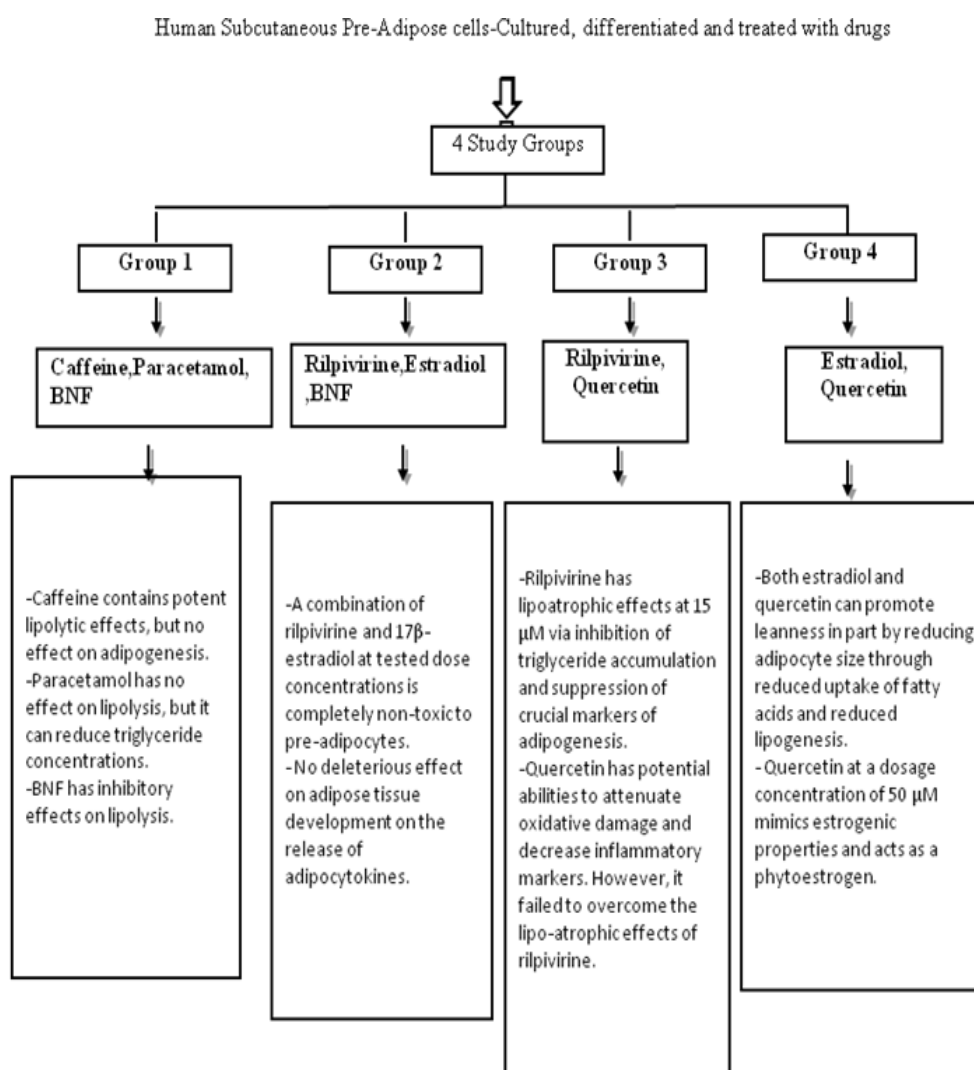 Human Subcutaneous Pre-Adipose cells-Cultured, differentiated and treated with drugs
4 Study Groups
Group 1
Group 2
Group 3
Group 4
Caffeine,Paracetamol,
BNF
Rilpivirine,Estradiol
,BNF
Rilpivirine,
Quercetin
Estradiol,
Quercetin
-Caffeine contains potent
lipolytic effects, but no
effect on adipogenesis.
-Paracetamol has no
effect on lipolysis, but it
can reduce triglyceride
concentrations.
-BNF has inhibitory
effects on lipolysis.
-A combination of
rilpivirine and 17β-
estradiol at tested dose
concentrations is
completely non-toxic to
pre-adipocytes.
-No deleterious effect
on adipose tissue
development on the
release of
adipocytokines.
-Rilpivirine has
lipoatrophic effects at 15
µM via inhibition of
triglyceride accumulation
and suppression of
crucial markers of
adipogenesis.
-Quercetin has potential
abilities to attenuate
oxidative damage and
decrease inflammatory
markers. However, it
failed to overcome the
lipo-atrophic effects of
rilpivirine.
-Both estradiol and
quercetin can promote
leanness in part by reducing
adipocyte size through
reduced uptake of fatty
acids and reduced
lipogenesis.
- Quercetin at a dosage
concentration of 50 µM
mimics estrogenic
properties and acts as a
phytoestrogen.